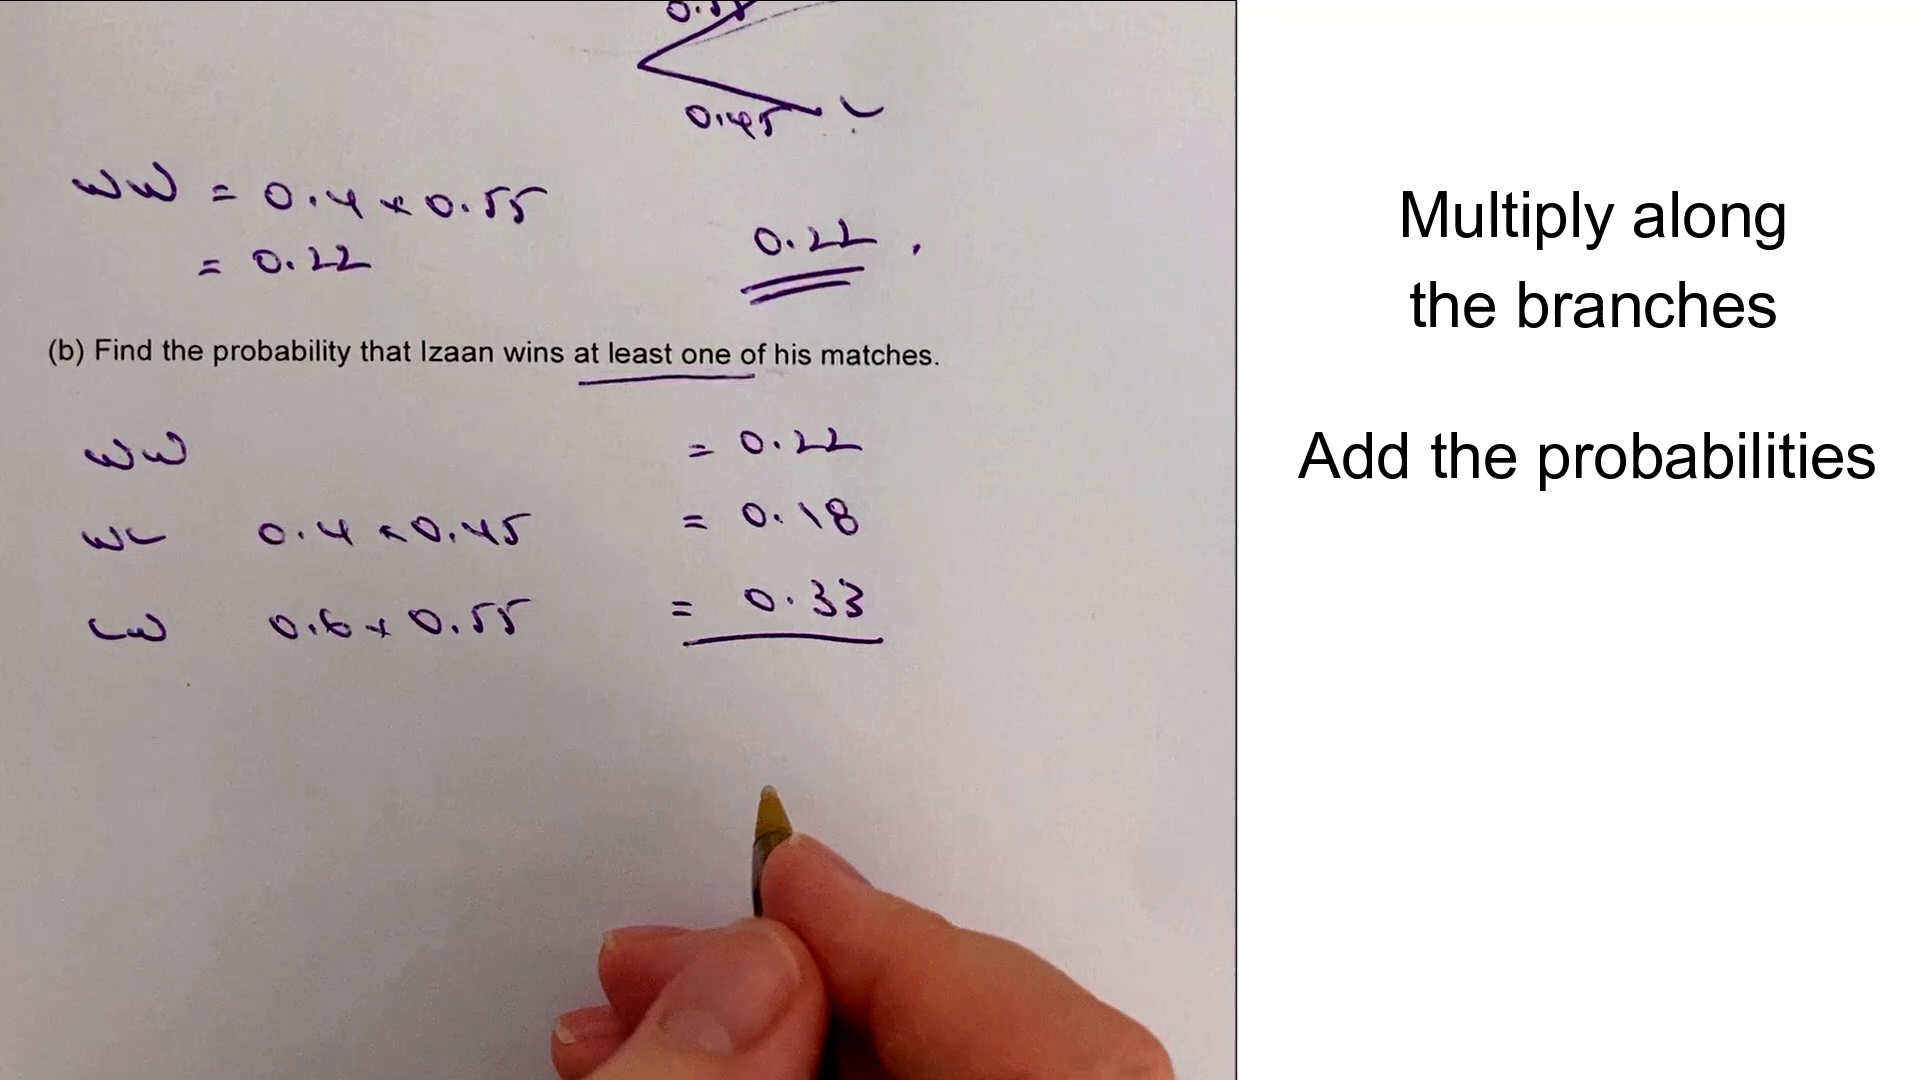 0.55
0.45 L
WW = 0.4 × 0.55
= 0.22
0.22
(b) Find the probability that Izaan wins at least one of his matches.
WW = 0.22
WL 0.4 × 0.45 = 0.18
LW 0.6 × 0.55 = 0.33
Multiply along
the branches
Add the probabilities